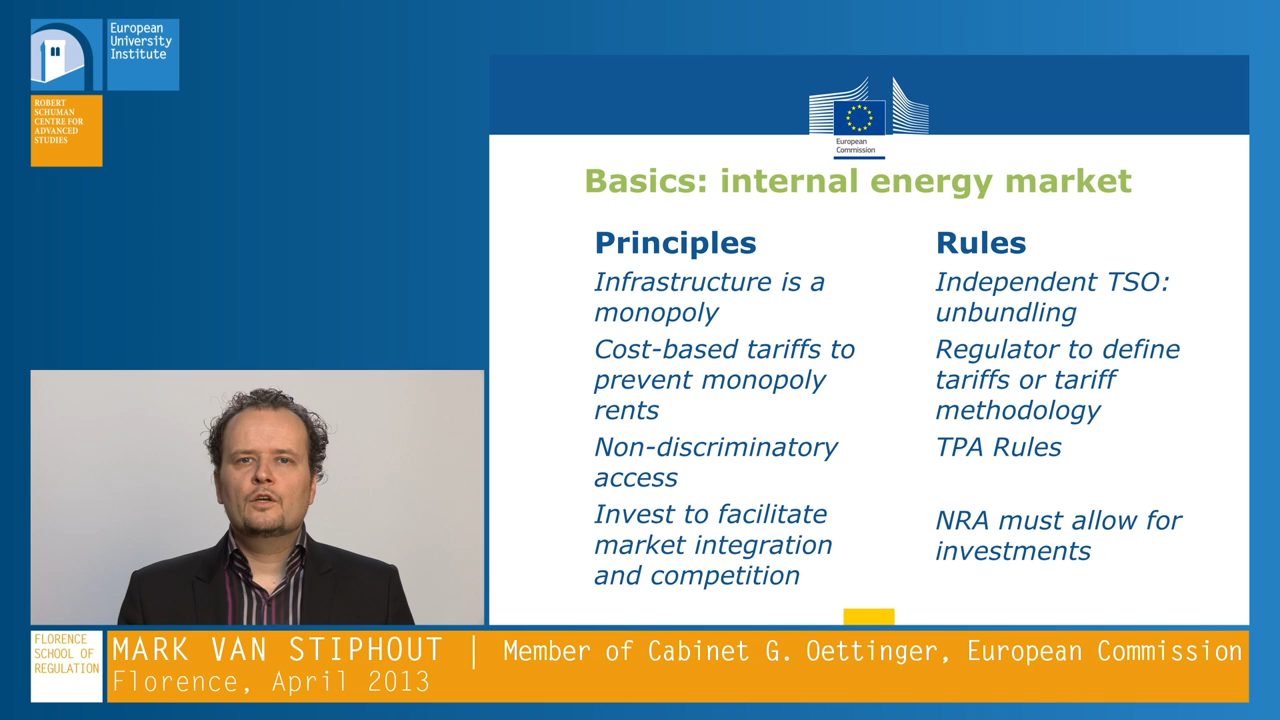 European
University
Institute
ROBERT
SCHUMAN
CENTRE FOR
ADVANCED
STUDIES
European
Commission
Basics: internal energy market
Principles
Infrastructure is a
monopoly
Cost-based tariffs to
prevent monopoly
rents
Non-discriminatory
access
Invest to facilitate
market integration
and competition
Rules
Independent TSO:
unbundling
Regulator to define
tariffs or tariff
methodology
TPA Rules
NRA must allow for
investments
FLORENCE
SCHOOL OF
REGULATION
MARK VAN STIPHOUT | Member of Cabinet G. Oettinger, European Commission
Florence, April 2013